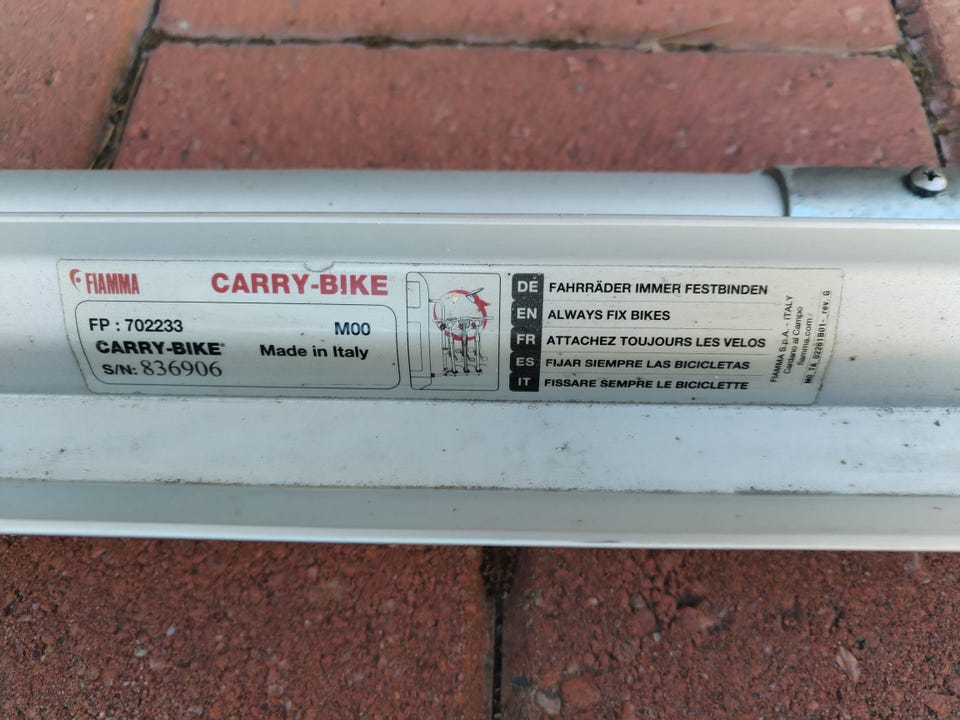 FIAMMA
CARRY-BIKE
FP : 702233
M00
CARRY-BIKE®
Made in Italy
S/N: 836906
DE FAHRRÄDER IMMER FESTBINDEN
EN ALWAYS FIX BIKES
FR ATTACHEZ TOUJOURS LES VELOS
ES FIJAR SIEMPRE LAS BICICLETAS
IT FISSARE SEMPRE LE BICICLETTE
FIAMMA S.p.A. - ITALY
Cardano al Campo
fiamma.com